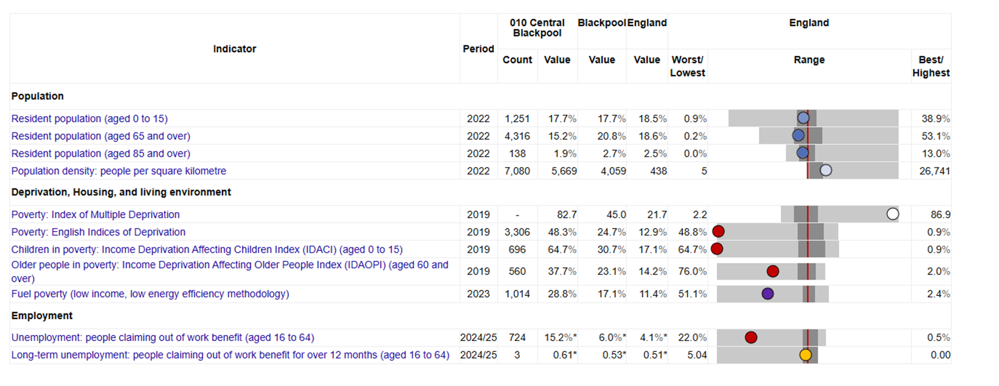 Indicator Period 010 Central Blackpool Blackpool England England
Count Value Value Value Worst/ Lowest Range Best/ Highest
Population
Resident population (aged 0 to 15) 2022 1,251 17.7% 17.7% 18.5% 0.9% 38.9%
Resident population (aged 65 and over) 2022 4,316 15.2% 20.8% 18.6% 0.2% 53.1%
Resident population (aged 85 and over) 2022 138 1.9% 2.7% 2.5% 0.0% 13.0%
Population density: people per square kilometre 2022 7,080 5,669 4,059 438 5 26,741
Deprivation, Housing, and living environment
Poverty: Index of Multiple Deprivation 2019 - 82.7 45.0 21.7 2.2 86.9
Poverty: English Indices of Deprivation 2019 3,306 48.3% 24.7% 12.9% 48.8% 0.9%
Children in poverty: Income Deprivation Affecting Children Index (IDACI) (aged 0 to 15) 2019 696 64.7% 30.7% 17.1% 64.7% 0.9%
Older people in poverty: Income Deprivation Affecting Older People Index (IDAOPI) (aged 60 and
over) 2019 560 37.7% 23.1% 14.2% 76.0% 2.0%
Fuel poverty (low income, low energy efficiency methodology) 2023 1,014 28.8% 17.1% 11.4% 51.1% 2.4%
Employment
Unemployment: people claiming out of work benefit (aged 16 to 64) 2024/25 724 15.2%* 6.0%* 4.1%* 22.0% 0.5%
Long-term unemployment: people claiming out of work benefit for over 12 months (aged 16 to 64) 2024/25 3 0.61* 0.53* 0.51* 5.04 0.00